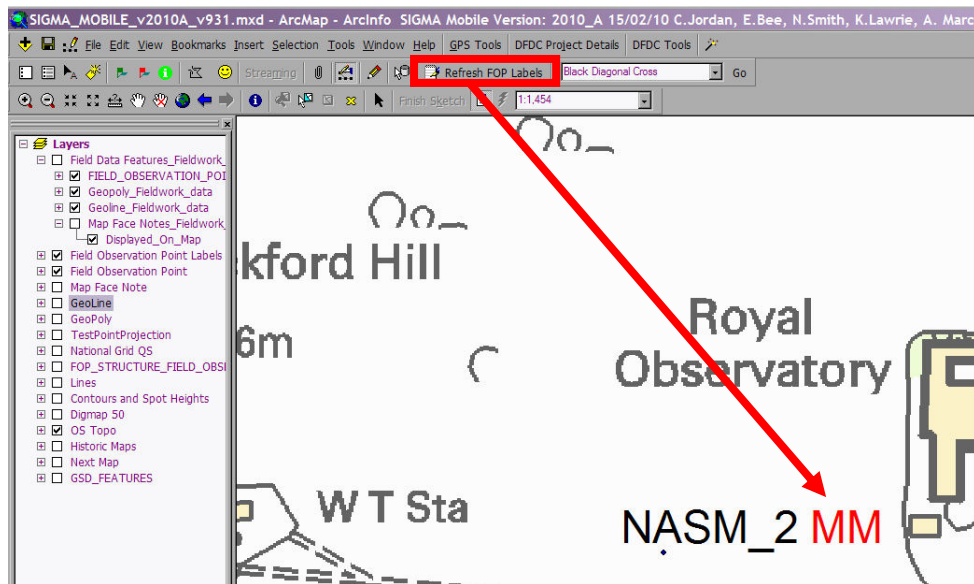 SIGMA_MOBILE_v2010A_v931.mxd - ArcMap - ArcInfo SIGMA Mobile Version: 2010_A 15/02/10 C.Jordan, E.Bee, N.Smith, K.Lawrie, A. Marc
File Edit View Bookmarks Insert Selection Tools Window Help GPS Tools DFDC Project Details DFDC Tools
Streaming Refresh FOP Labels Black Diagonal Cross Go
Finish Sketch 1:1,454
Layers
Field Data Features_Fieldwork_
FIELD_OBSERVATION_POI
Geopoly_Fieldwork_data
Geoline_Fieldwork_data
Map Face Notes_Fieldwork_
Displayed_On_Map
Field Observation Point Labels
Field Observation Point
Map Face Note
GeoLine
GeoPoly
TestPointProjection
National Grid QS
FOP_STRUCTURE_FIELD_OBSE
Lines
Contours and Spot Heights
Digmap 50
OS Topo
Historic Maps
Next Map
GSD_FEATURES
kford Hill
6m
Royal
Observatory
W T Sta
NASM_2 MM